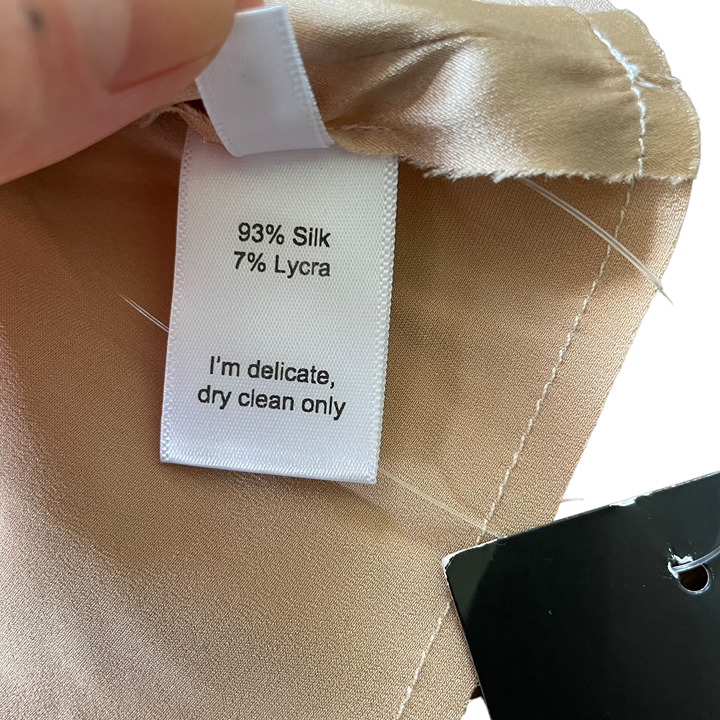 93% Silk
7% Lycra
I'm delicate,
dry clean only